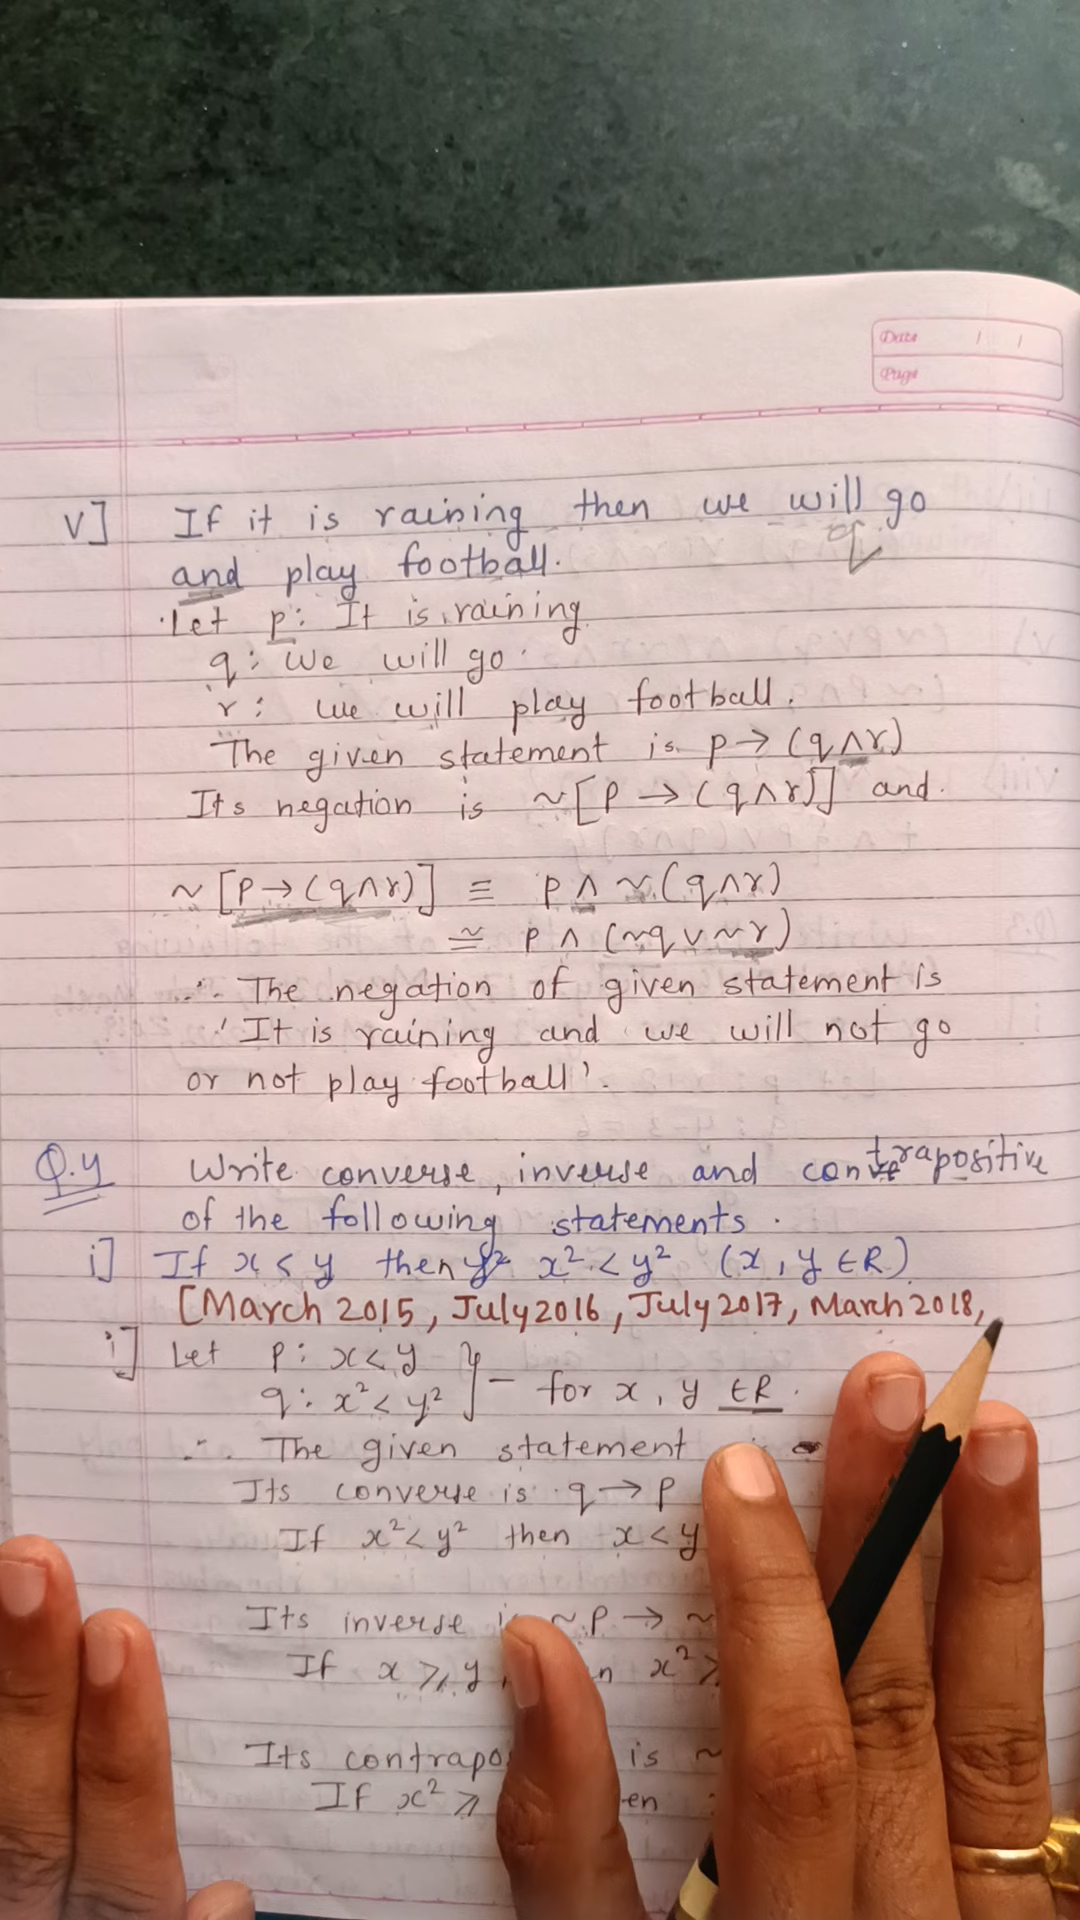 Date / /
Page
v] If it is raining then we will go
q
and play football.
Let p: It is raining
q: We will go.
r: We will play football.
The given statement is p → (q∧r)
Its negation is ~[p → (q∧r)] and.
~[p→(q∧r)] ≡ p ∧ ~(q∧r)
≅ p ∧ (~q ∨ ~r)
∴ The negation of given statement is
'It is raining and we will not go
or not play football'.
Q.4 Write converse, inverse and contrapositive
of the following statements.
i] If x < y then x² < y² (x, y ∈R)
[March 2015, July 2016, July 2017, March 2018,
i] Let p: x<y
q: x² < y² } – for x, y ∈R.
∴ The given statement
Its converse is q → p
If x² < y² then x < y
Its inverse ~p → ~
If x ⩾ y, x² >
Its is ~
If x² ⩾